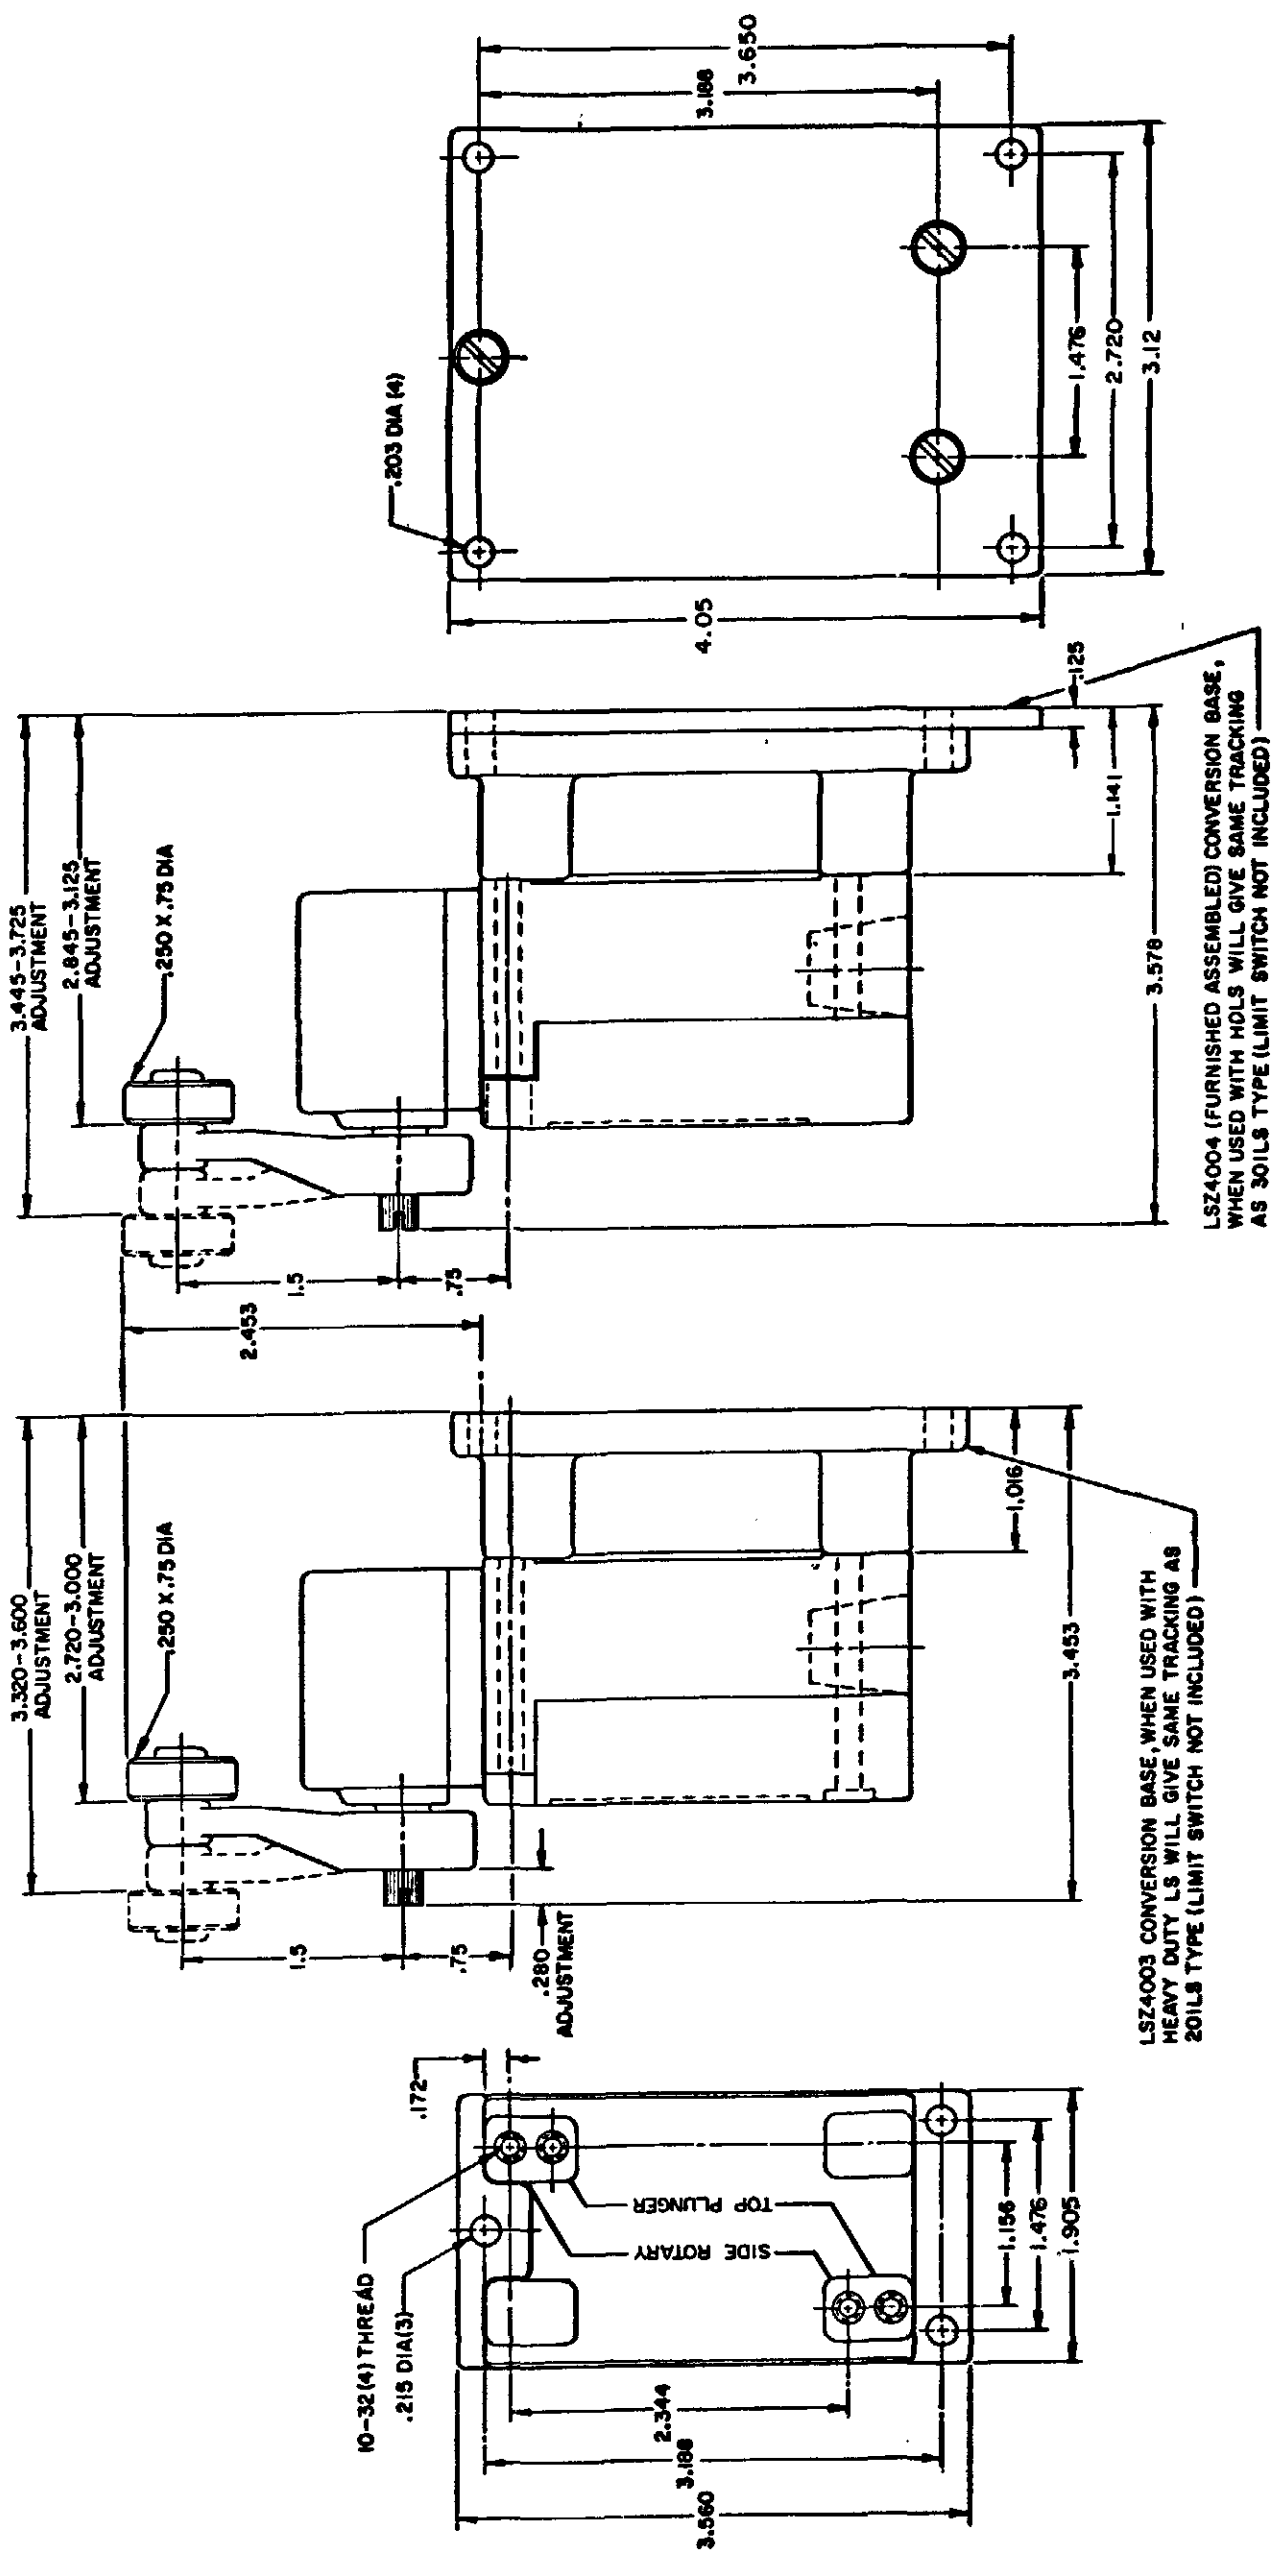 10-32 (4) THREAD
.215 DIA(3)
.172
SIDE ROTARY
TOP PLUNGER
2.344
3.188
3.560
1.156
1.476
1.905
3.320-3.600
ADJUSTMENT
2.720-3.000
ADJUSTMENT
.250 X .75 DIA
1.5
.75
.280
ADJUSTMENT
1.016
3.453
LSZ4003 CONVERSION BASE, WHEN USED WITH
HEAVY DUTY LS WILL GIVE SAME TRACKING AS
201LS TYPE (LIMIT SWITCH NOT INCLUDED)
2.453
3.445-3.725
ADJUSTMENT
2.845-3.125
ADJUSTMENT
.250 X .75 DIA
1.5
.75
.125
1.141
3.578
LSZ4004 (FURNISHED ASSEMBLED) CONVERSION BASE,
WHEN USED WITH HDLS WILL GIVE SAME TRACKING
AS 301LS TYPE (LIMIT SWITCH NOT INCLUDED)
.203 DIA (4)
4.05
3.188
3.650
1.476
2.720
3.12